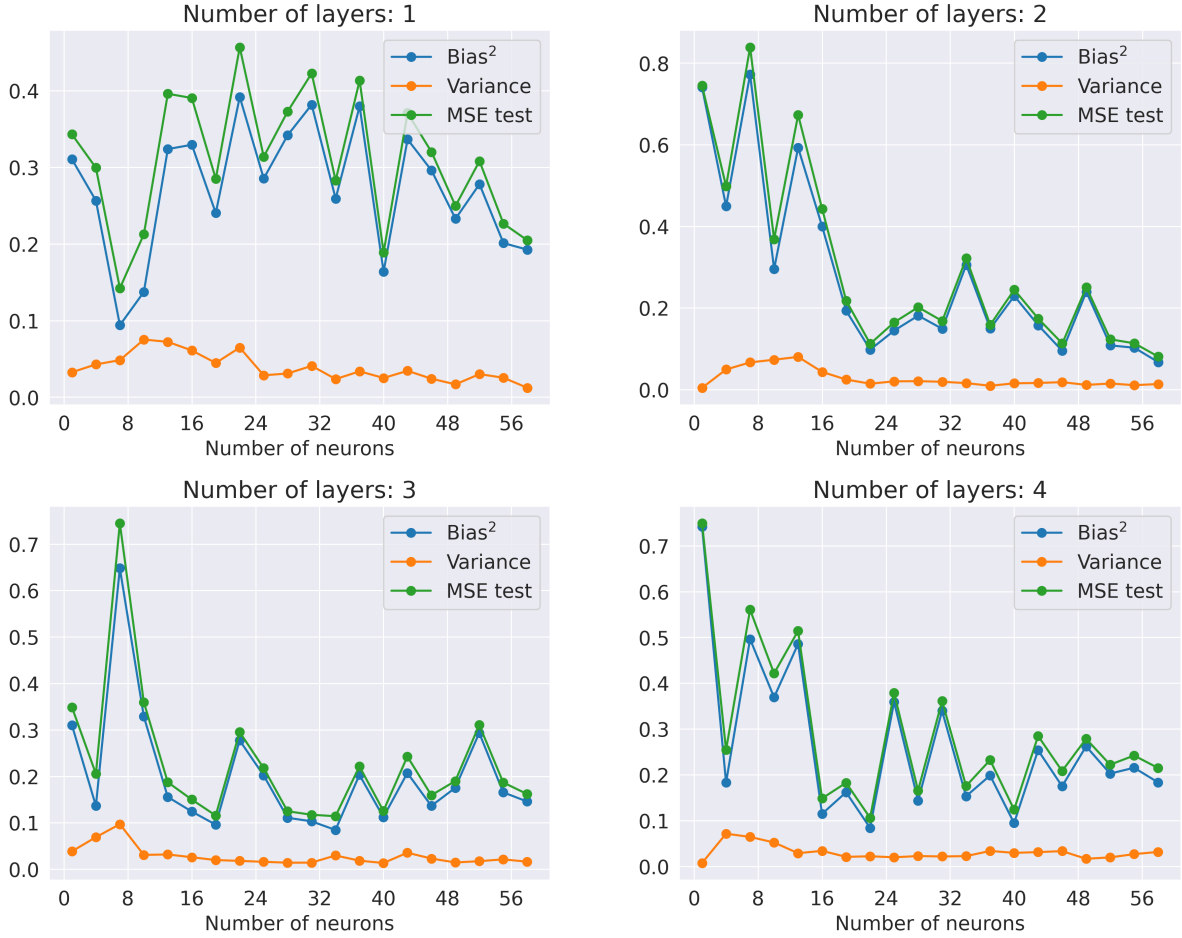 Number of layers: 1
Bias²
Variance
MSE test
0.4
0.3
0.2
0.1
0.0
0 8 16 24 32 40 48 56
Number of neurons
Number of layers: 2
Bias²
Variance
MSE test
0.8
0.6
0.4
0.2
0.0
0 8 16 24 32 40 48 56
Number of neurons
Number of layers: 3
Bias²
Variance
MSE test
0.7
0.6
0.5
0.4
0.3
0.2
0.1
0.0
0 8 16 24 32 40 48 56
Number of neurons
Number of layers: 4
Bias²
Variance
MSE test
0.7
0.6
0.5
0.4
0.3
0.2
0.1
0.0
0 8 16 24 32 40 48 56
Number of neurons